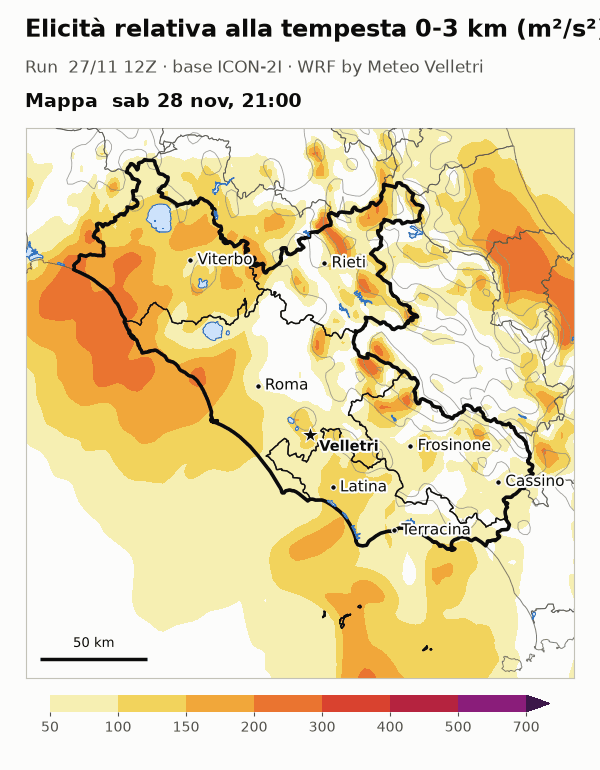 Elicità relativa alla tempesta 0-3 km (m²/s²)
Run 27/11 12Z · base ICON-2I · WRF by Meteo Velletri
Mappa sab 28 nov, 21:00
Viterbo
Rieti
Roma
Velletri
Frosinone
Cassino
Latina
Terracina
50 km
50 100 150 200 300 400 500 700